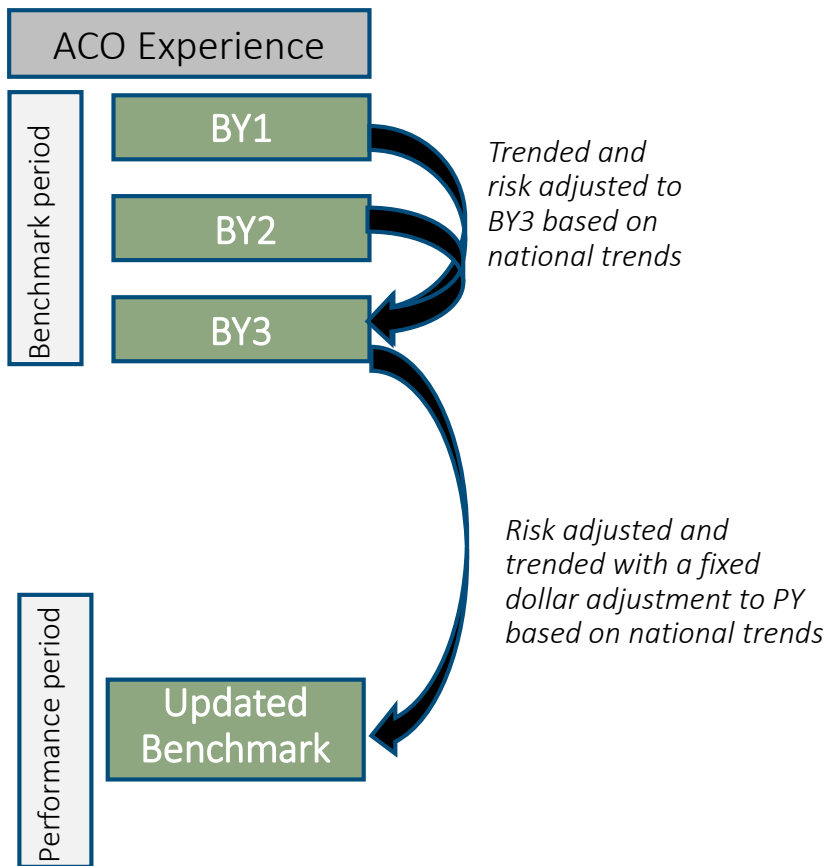 ACO Experience
Benchmark period
BY1
BY2
BY3
Trended and
risk adjusted to
BY3 based on
national trends
Risk adjusted and
trended with a fixed
dollar adjustment to PY
based on national trends
Performance period
Updated
Benchmark